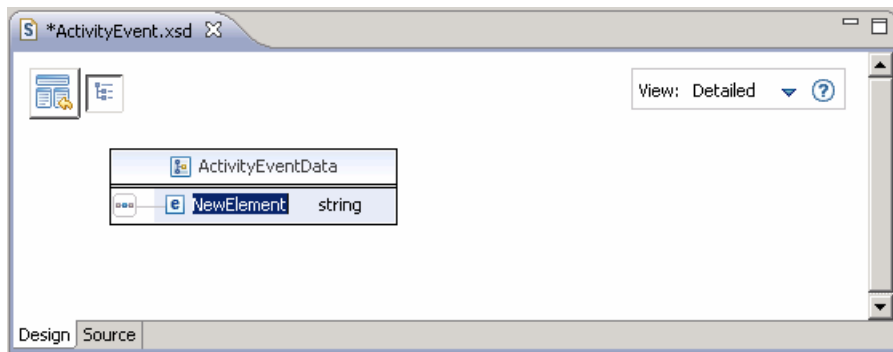 S *ActivityEvent.xsd
View: Detailed ?
ActivityEventData
e NewElement string
Design Source